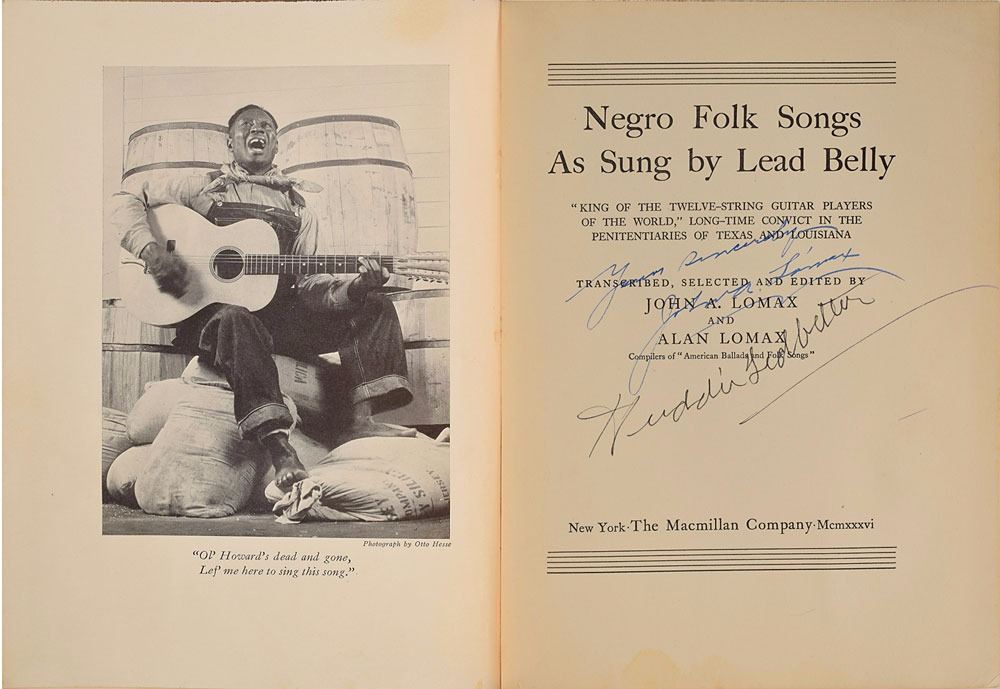 Photograph by Otto Hesse
"Ol' Howard's dead and gone,
Lef' me here to sing this song."
Negro Folk Songs
As Sung by Lead Belly
"KING OF THE TWELVE-STRING GUITAR PLAYERS
OF THE WORLD," LONG-TIME CONVICT IN THE
PENITENTIARIES OF TEXAS AND LOUISIANA
Yours sincerely
TRANSCRIBED, SELECTED AND EDITED BY
John A. Lomax
JOHN A. LOMAX
AND
ALAN LOMAX
Compilers of "American Ballads and Folk Songs"
Huddie Ledbetter
New York·The Macmillan Company·Mcmxxxvi